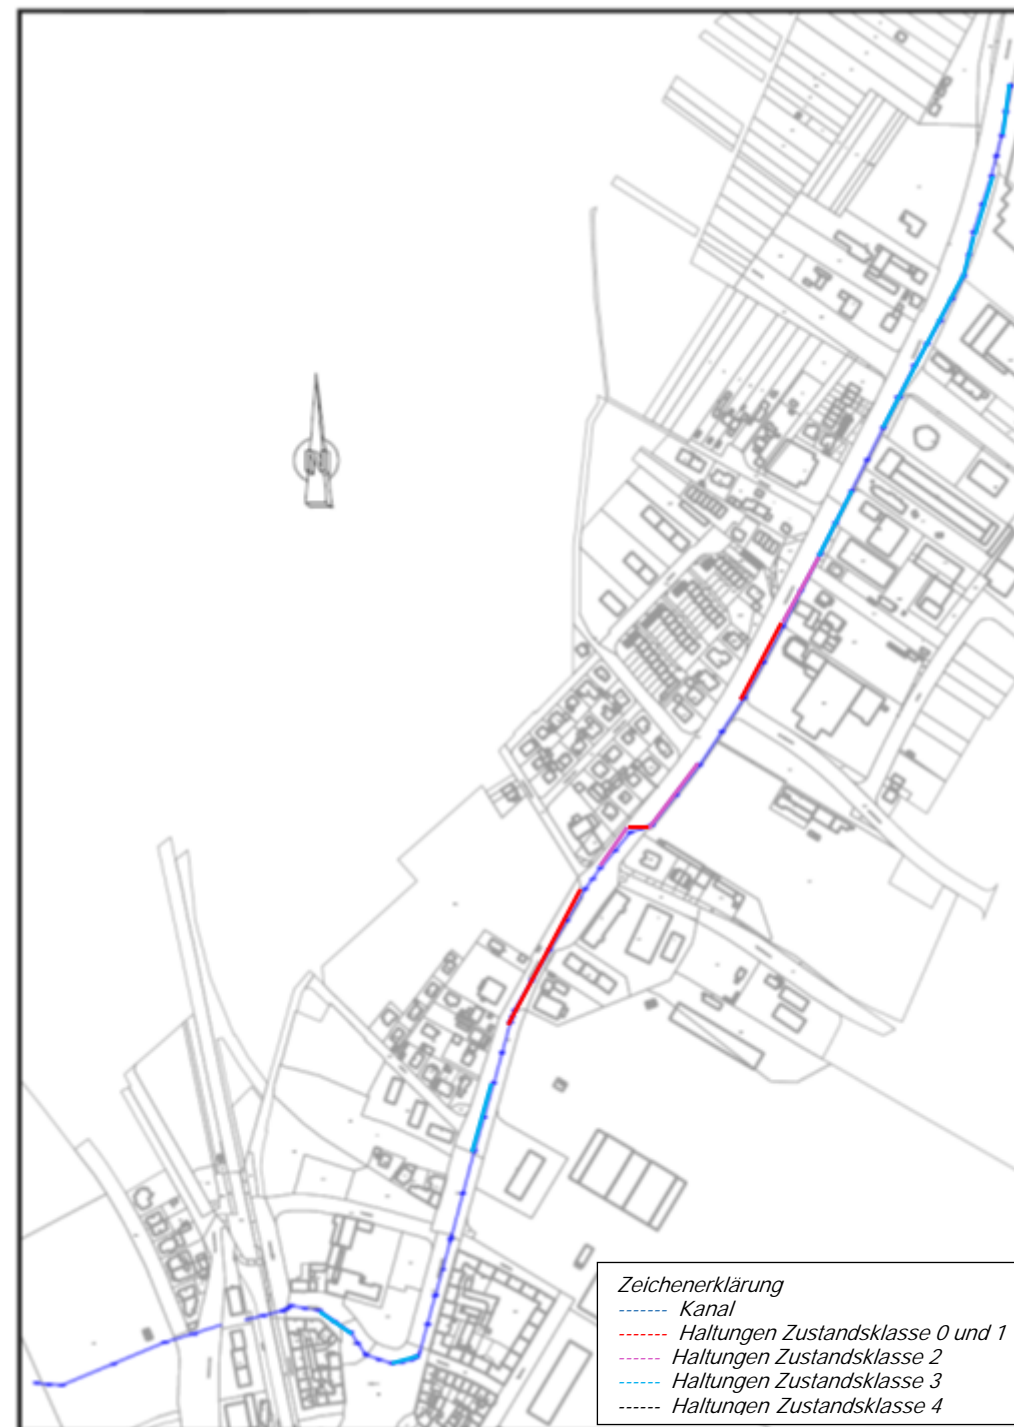 Zeichenerklärung
Kanal
Haltungen Zustandsklasse 0 und 1
Haltungen Zustandsklasse 2
Haltungen Zustandsklasse 3
Haltungen Zustandsklasse 4